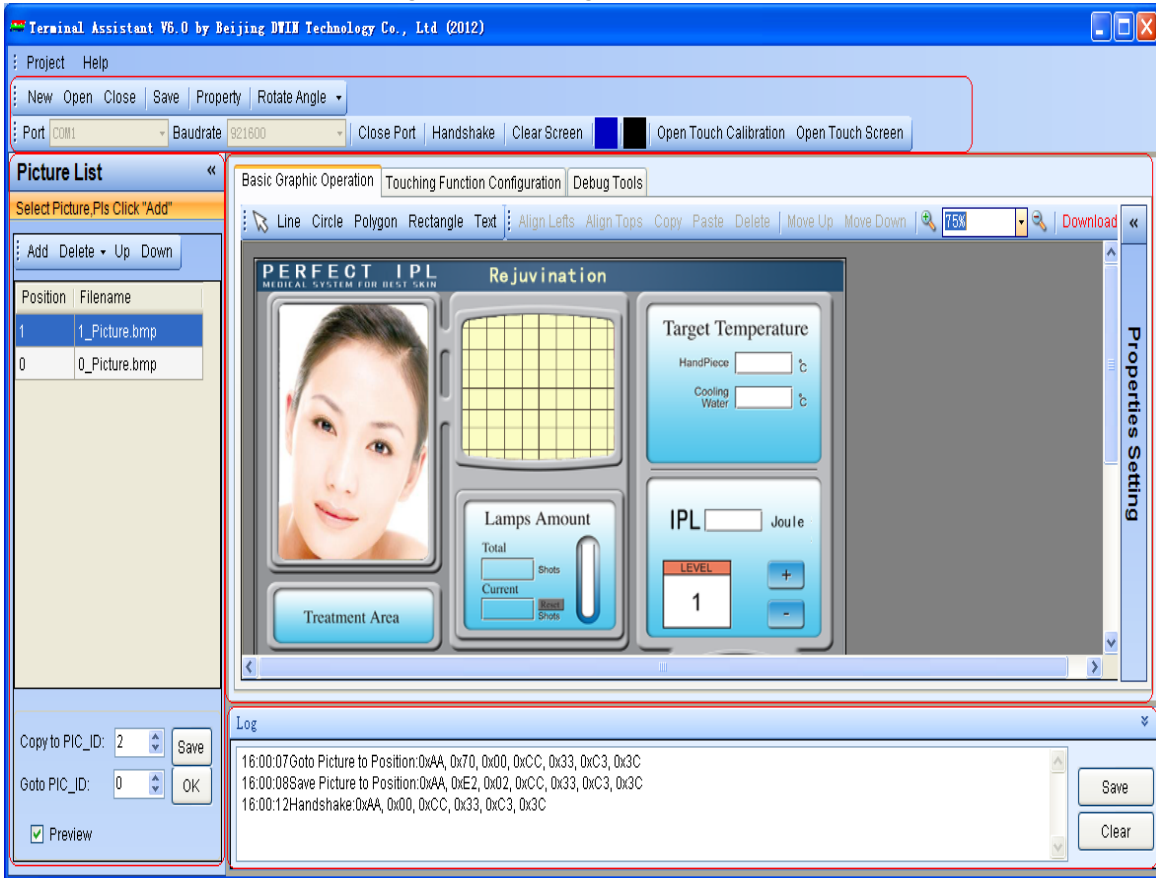 Terminal Assistant V6.0 by Beijing DWIN Technology Co., Ltd (2012)
Project Help
New Open Close Save Property Rotate Angle
Port COM1 Baudrate 921600 Close Port Handshake Clear Screen Open Touch Calibration Open Touch Screen
Picture List «
Select Picture,Pls Click "Add"
Add Delete Up Down
Position Filename
1 1_Picture.bmp
0 0_Picture.bmp
Copy to PIC_ID: 2 Save
Goto PIC_ID: 0 OK
Preview
Basic Graphic Operation Touching Function Configuration Debug Tools
Line Circle Polygon Rectangle Text Align Lefts Align Tops Copy Paste Delete Move Up Move Down 75% Download «
Properties Setting
PERFECT IPL Rejuvination
MEDICAL SYSTEM FOR BEST SKIN
Target Temperature
HandPiece ℃
Cooling
Water ℃
Lamps Amount
Total
Shots
Current
Reset
Shots
IPL Joule
LEVEL
1
+
-
Treatment Area
Log
16:00:07Goto Picture to Position:0xAA, 0x70, 0x00, 0xCC, 0x33, 0xC3, 0x3C
16:00:08Save Picture to Position:0xAA, 0xE2, 0x02, 0xCC, 0x33, 0xC3, 0x3C
16:00:12Handshake:0xAA, 0x00, 0xCC, 0x33, 0xC3, 0x3C
Save
Clear